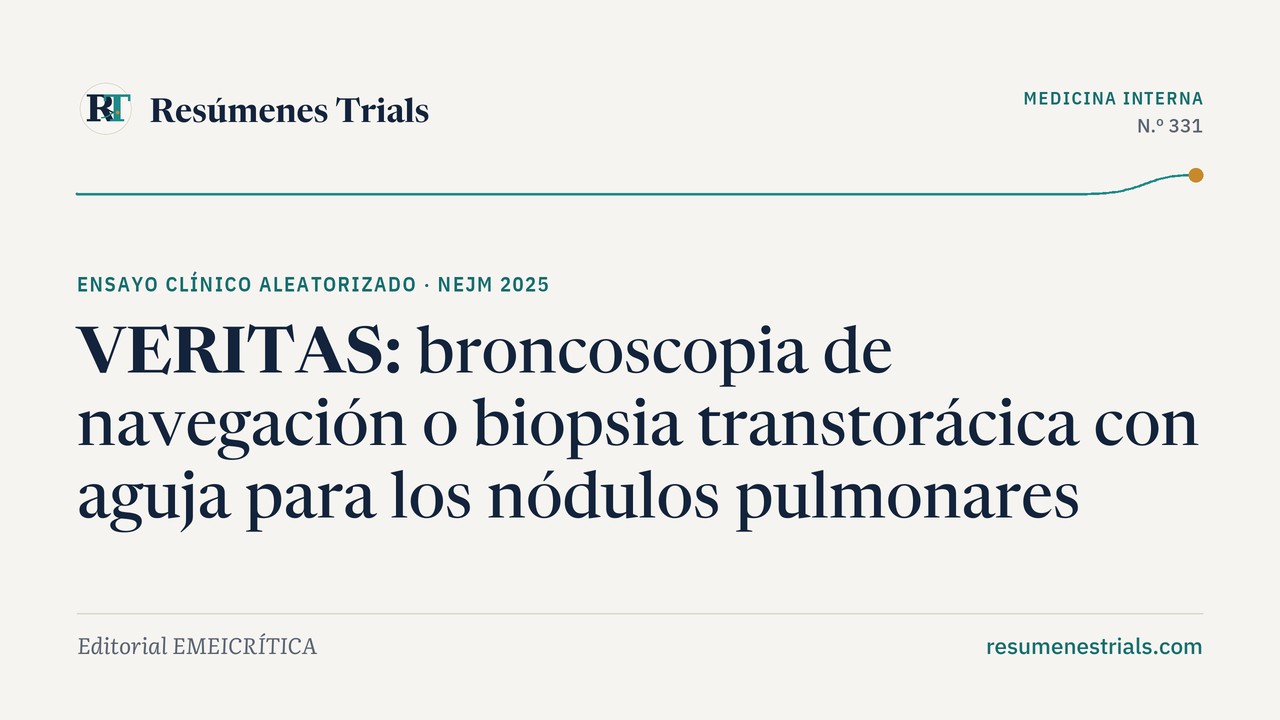 RT Resúmenes Trials
MEDICINA INTERNA
N.º 331
ENSAYO CLÍNICO ALEATORIZADO · NEJM 2025
VERITAS: broncoscopia de
navegación o biopsia transtorácica con
aguja para los nódulos pulmonares
Editorial EMEICRÍTICA
resumenestrials.com